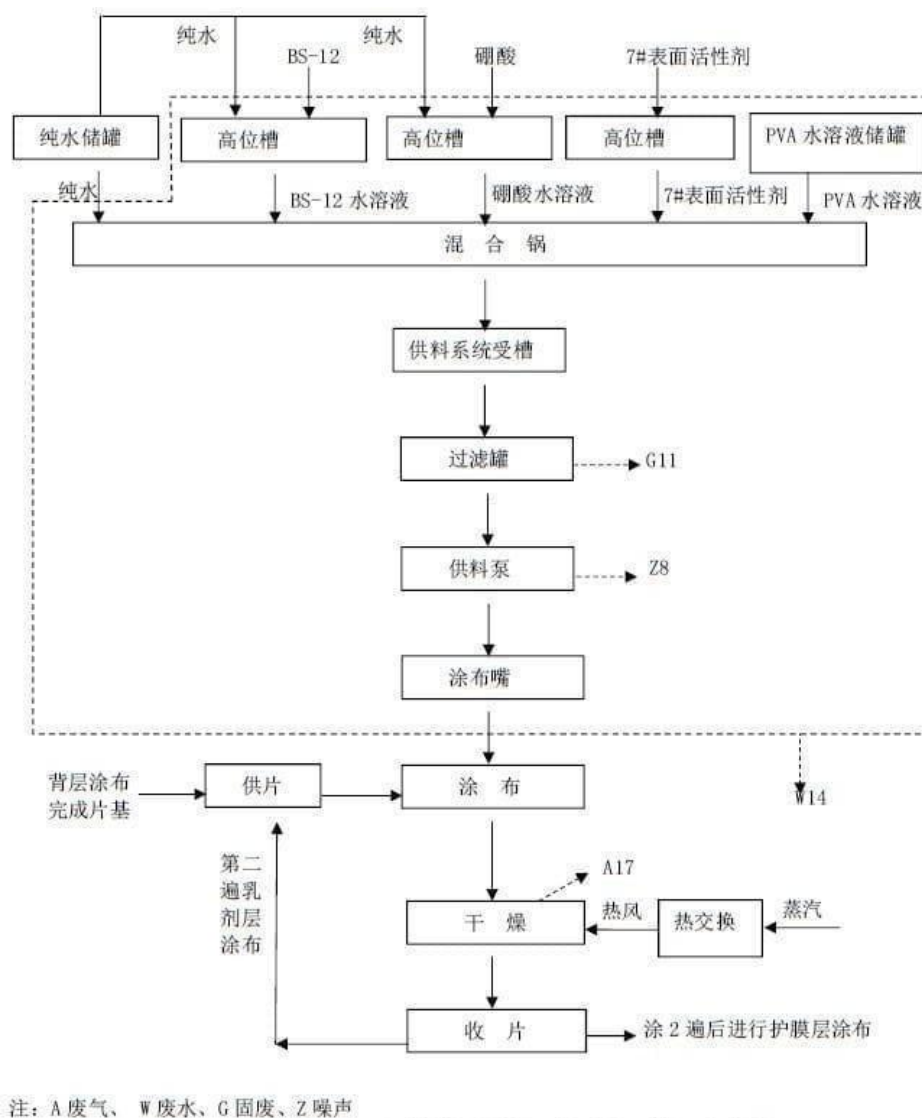 纯水
纯水
BS-12
硼酸
7#表面活性剂
纯水储罐
高位槽
高位槽
高位槽
PVA 水溶液储罐
纯水
BS-12 水溶液
硼酸水溶液
7#表面活性剂
PVA 水溶液
混 合 锅
供料系统受槽
过滤罐
G11
供料泵
Z8
涂布嘴
背层涂布
完成片基
供片
涂 布
W14
第二
遍乳
剂层
涂布
A17
干 燥
热风
热交换
蒸汽
收 片
涂 2 遍后进行护膜层涂布
注：A 废气、 W 废水、G 固废、Z 噪声